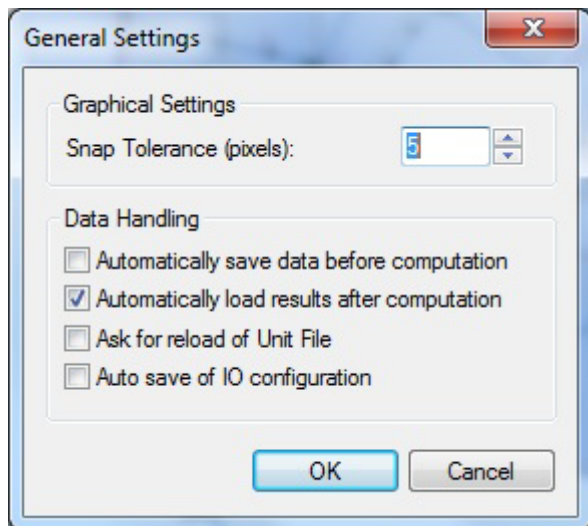 General Settings
Graphical Settings
Snap Tolerance (pixels):
5
Data Handling
Automatically save data before computation
Automatically load results after computation
Ask for reload of Unit File
Auto save of IO configuration
OK
Cancel